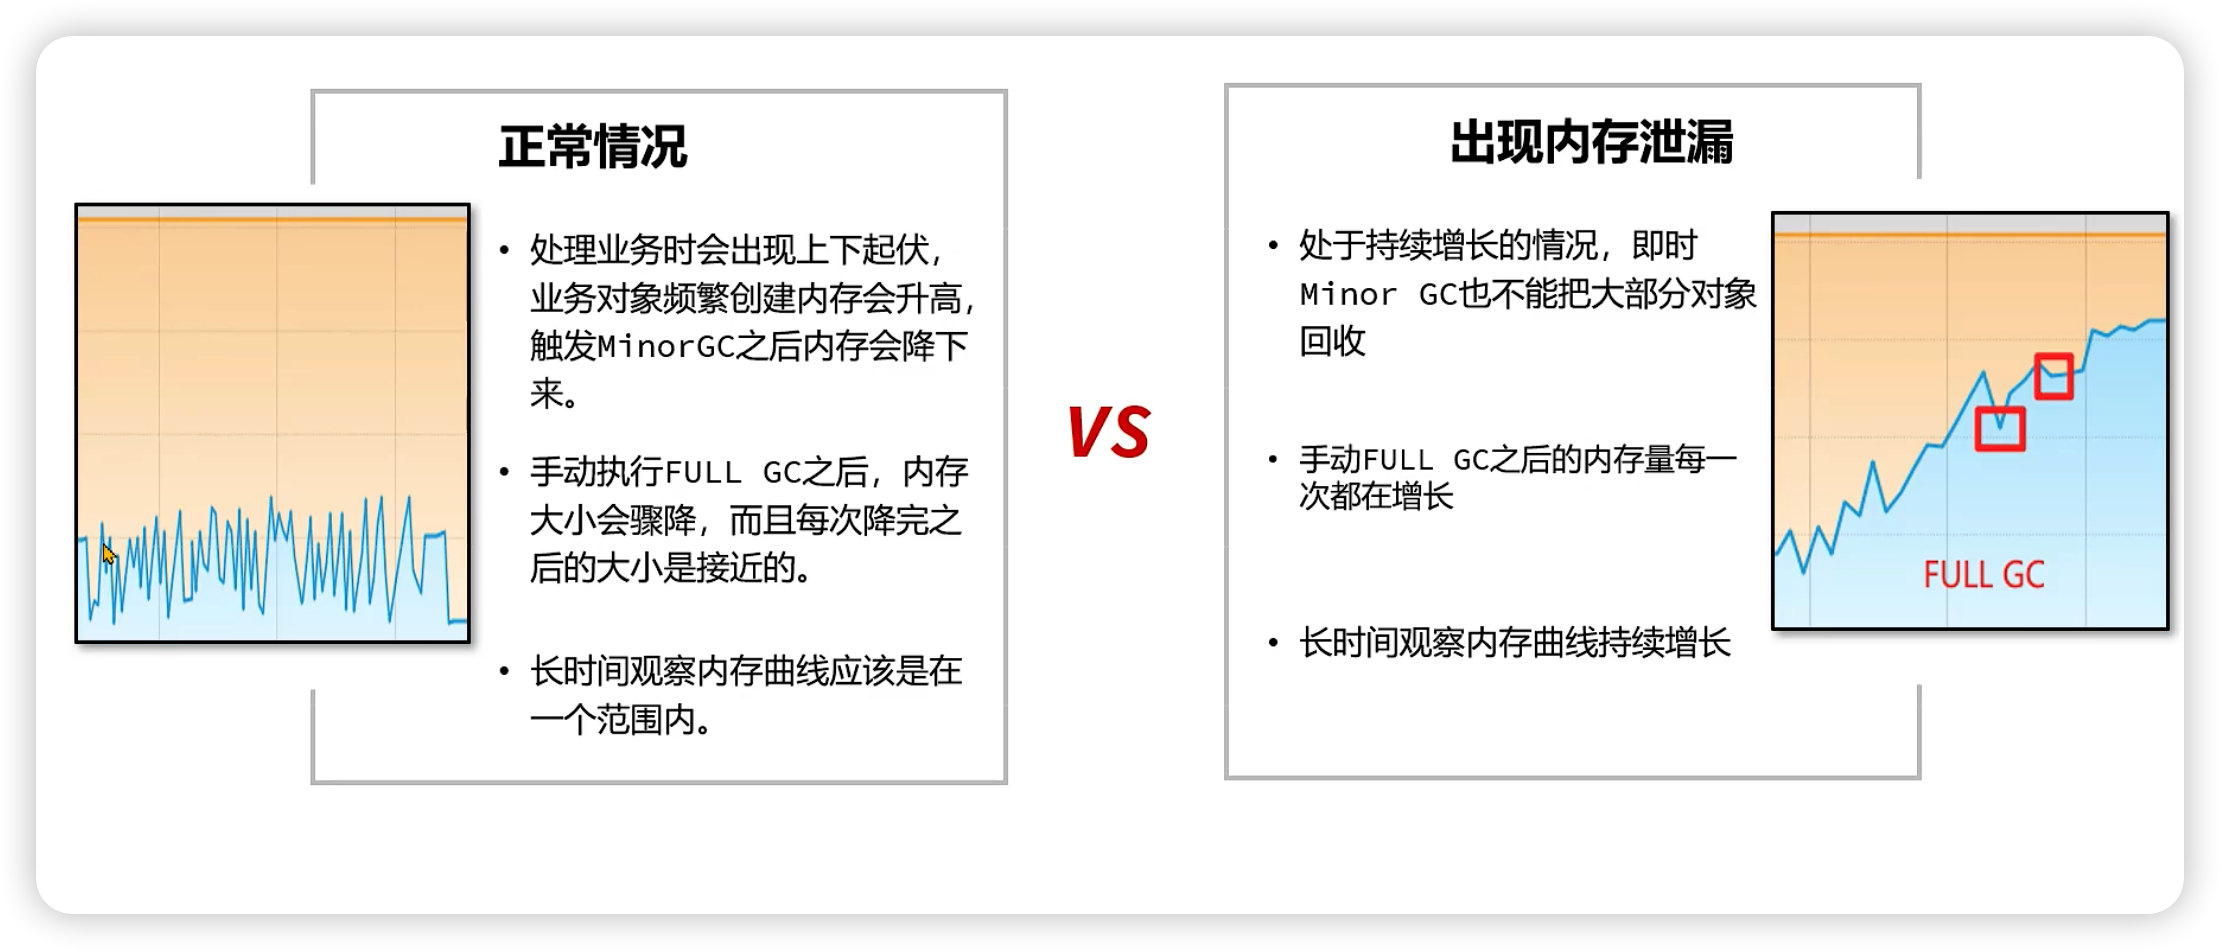 正常情况
• 处理业务时会出现上下起伏，
业务对象频繁创建内存会升高，
触发MinorGC之后内存会降下
来。
• 手动执行FULL GC之后，内存
大小会骤降，而且每次降完之
后的大小是接近的。
• 长时间观察内存曲线应该是在
一个范围内。
VS
出现内存泄漏
• 处于持续增长的情况，即时
Minor GC也不能把大部分对象
回收
• 手动FULL GC之后的内存量每一
次都在增长
• 长时间观察内存曲线持续增长
FULL GC